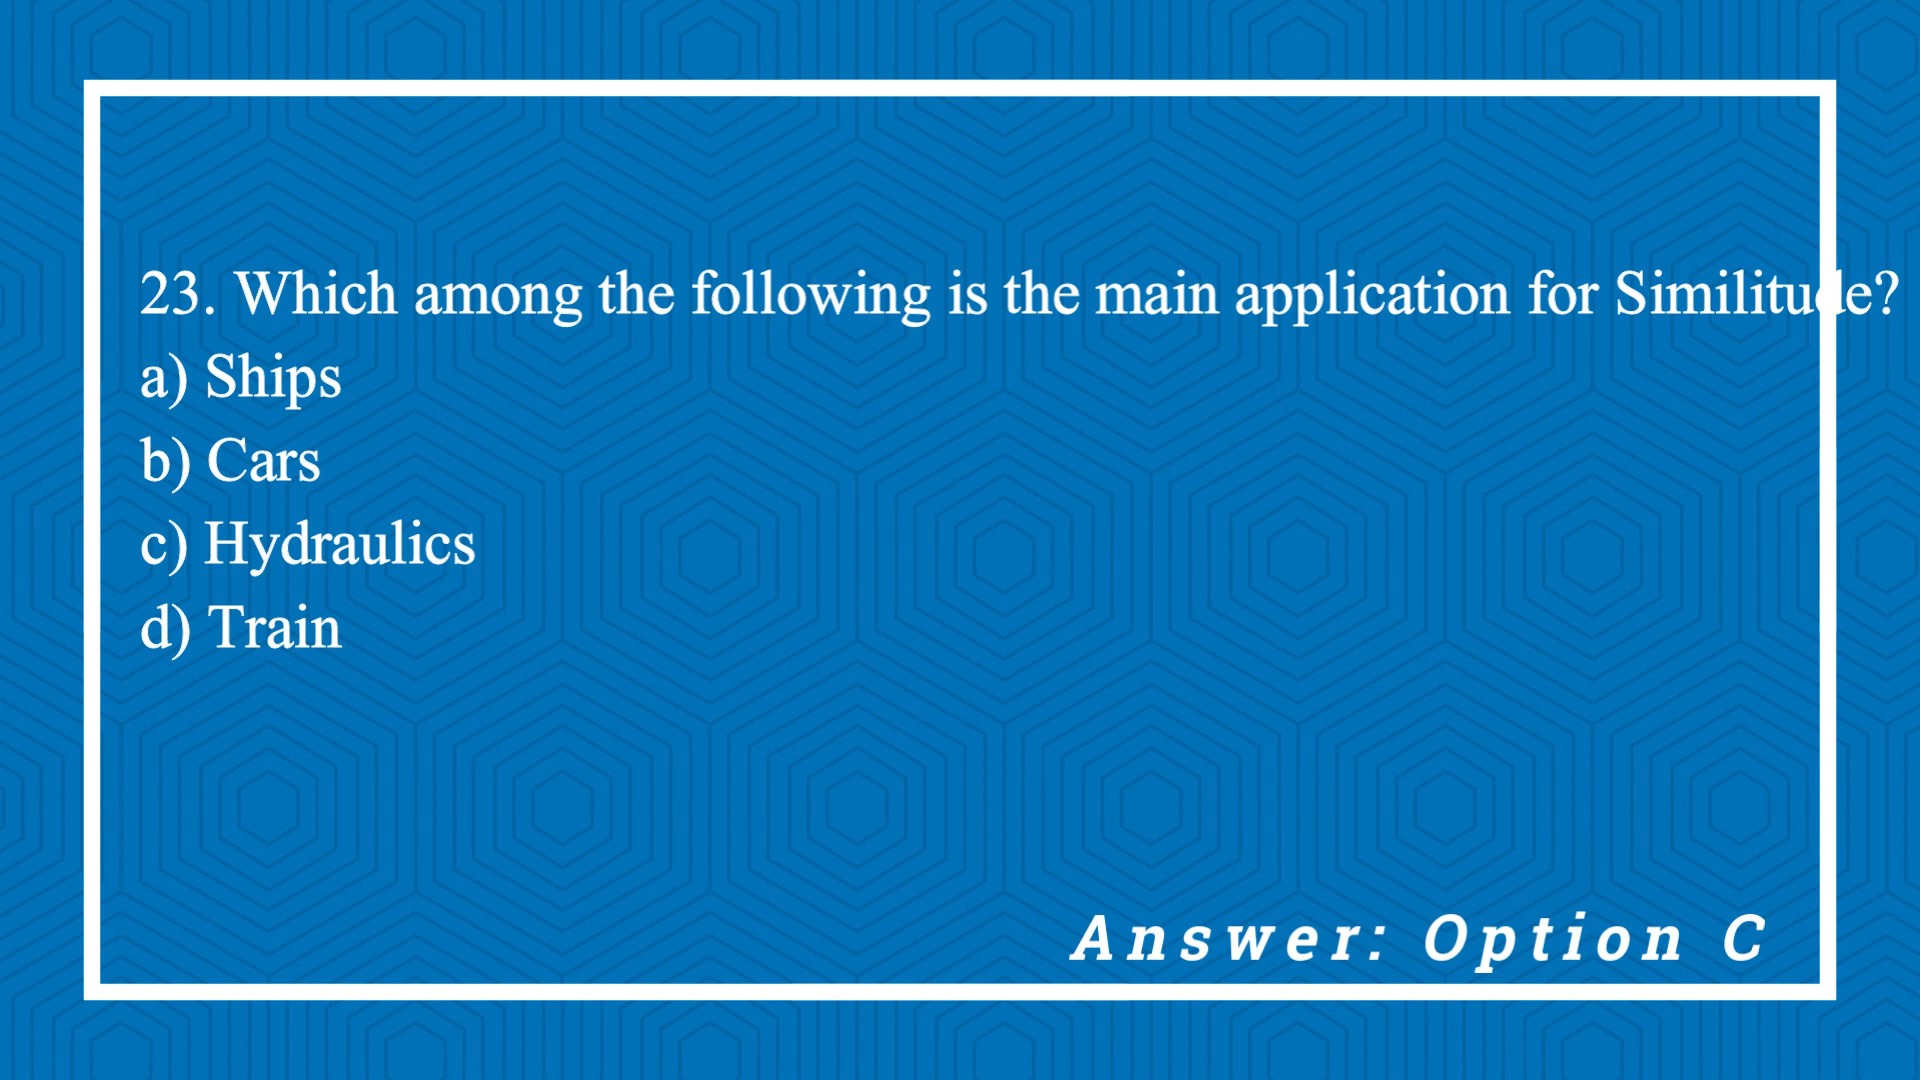 23. Which among the following is the main application for Similitude?
a) Ships
b) Cars
c) Hydraulics
d) Train
Answer: Option C